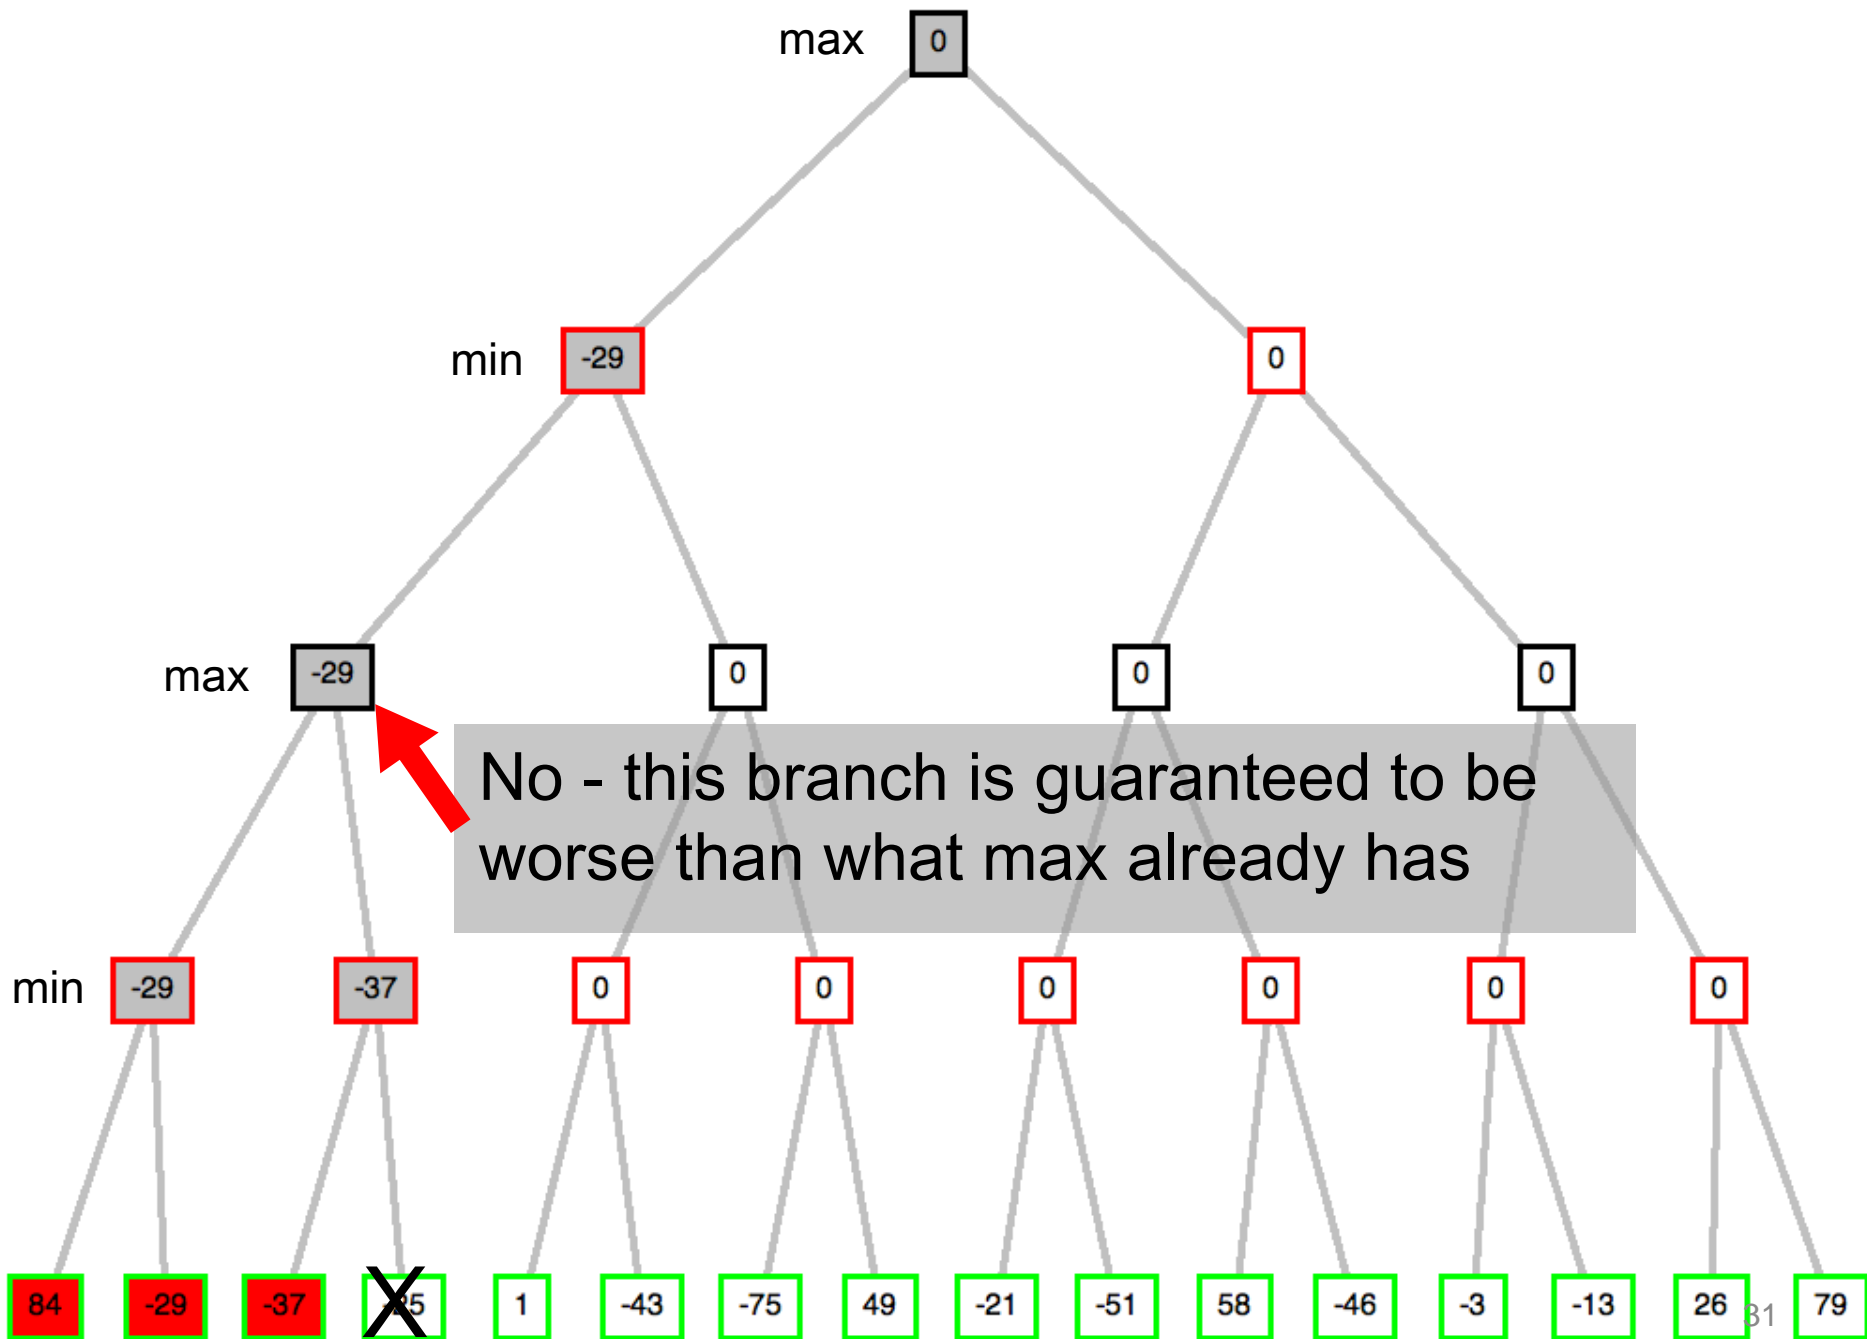 max 0
min -29 0
max -29 0 0 0
No - this branch is guaranteed to be
worse than what max already has
min -29 -37 0 0 0 0 0 0
84 -29 -37 X 1 -43 -75 49 -21 -51 58 -46 -3 -13 26 31 79